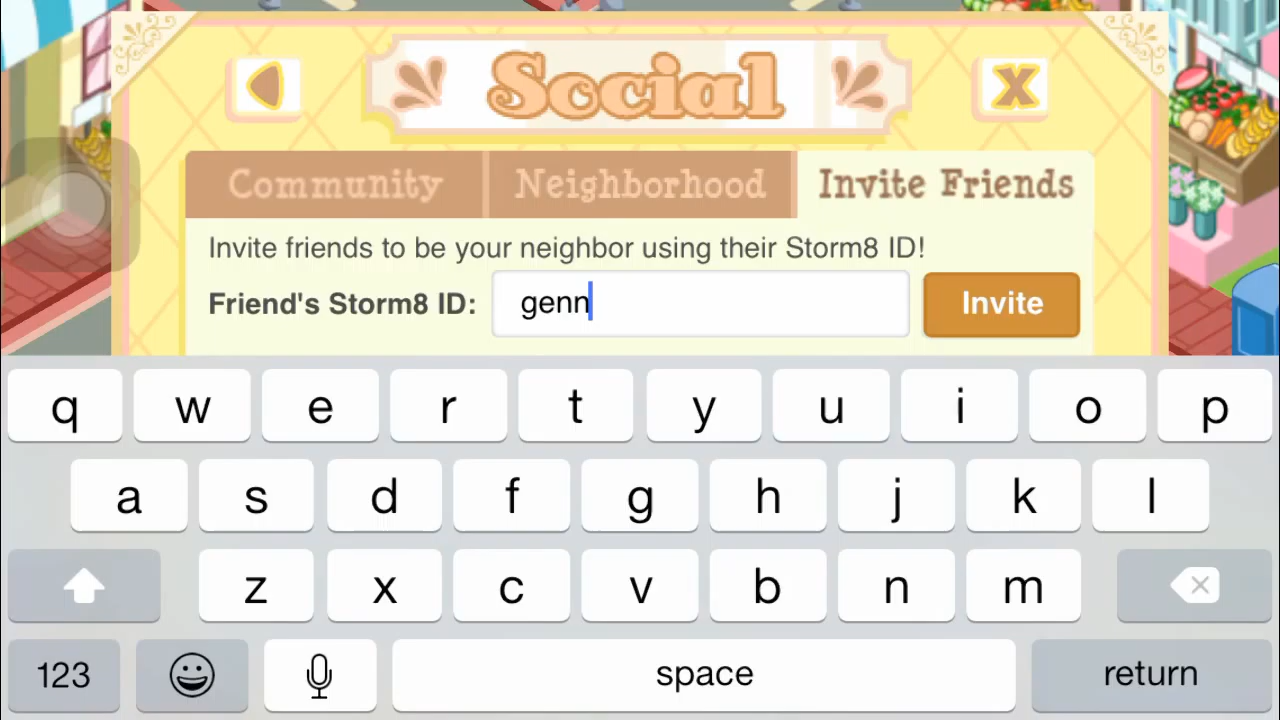 Social
X
Community Neighborhood Invite Friends
Invite friends to be your neighbor using their Storm8 ID!
Friend's Storm8 ID: genn Invite
q w e r t y u i o p
a s d f g h j k l
z x c v b n m
123 space return